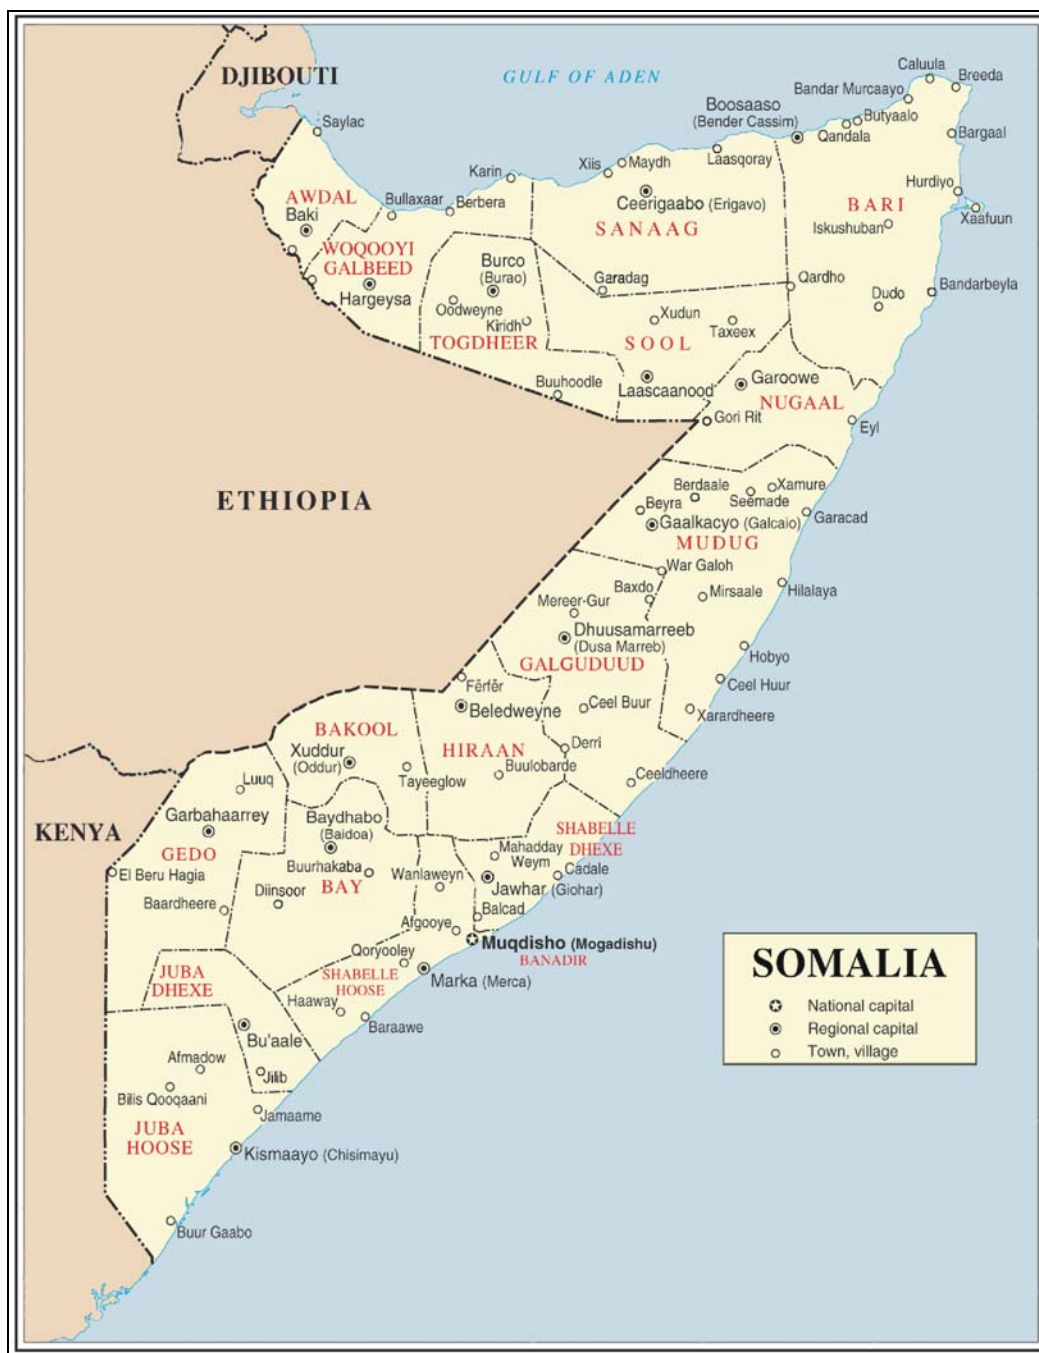 DJIBOUTI
GULF OF ADEN
Caluula
Breeda
Bandar Murcaayo
Boosaaso
(Bender Cassim)
Butyaalo
Qandala
Bargaal
Saylac
Laasqoray
Maydh
Xiis
Karin
Hurdiyo
AWDAL
Baki
Bullaxaar
Berbera
Ceerigaabo (Erigavo)
SANAAG
BARI
Xaafuun
Iskushuban
WOQOOYI
GALBEED
Hargeysa
Burco
(Burao)
Oodweyne
Kiridh
TOGDHEER
Garadag
Qardho
Bandarbeyla
Dudo
Xudun
Taxeex
SOOL
Laascaanood
Garoowe
NUGAAL
Buuhoodle
Gori Rit
Eyl
ETHIOPIA
Berdaale
Xamure
Seemade
Beyra
Garacad
Gaalkacyo (Galcaio)
MUDUG
War Galoh
Baxdo
Mirsaale
Hilalaya
Mereer-Gur
Dhuusamarreeb
(Dusa Marreb)
GALGUDUUD
Hobyo
Ceel Huur
Fērfēr
Beledweyne
Ceel Buur
Xarardheere
BAKOOL
Xuddur
(Oddur)
HIRAAN
Derri
Tayeeglow
Buulobarde
Ceeldheere
Luuq
KENYA
Garbahaarrey
Baydhabo
(Baidoa)
SHABELLE
DHEXE
GEDO
Mahadday
Weym
Buurhakaba
BAY
El Beru Hagia
Wanlaweyn
Cadale
Jawhar (Giohar)
Diinsoor
Baardheere
Balcad
Afgooye
Muqdisho (Mogadishu)
BANADIR
Qoryooley
JUBA
DHEXE
SHABELLE
HOOSE
Marka (Merca)
Haaway
Baraawe
Bu'aale
Afmadow
Jilib
Bilis Qooqaani
Jamaame
JUBA
HOOSE
Kismaayo (Chisimayu)
Buur Gaabo
SOMALIA
National capital
Regional capital
Town, village